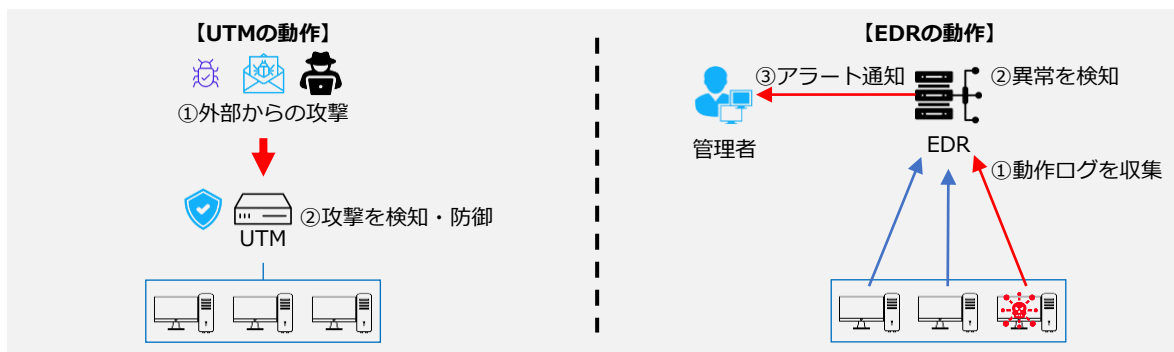 【UTMの動作】
①外部からの攻撃
②攻撃を検知・防御
UTM
【EDRの動作】
③アラート通知
②異常を検知
管理者
EDR
①動作ログを収集